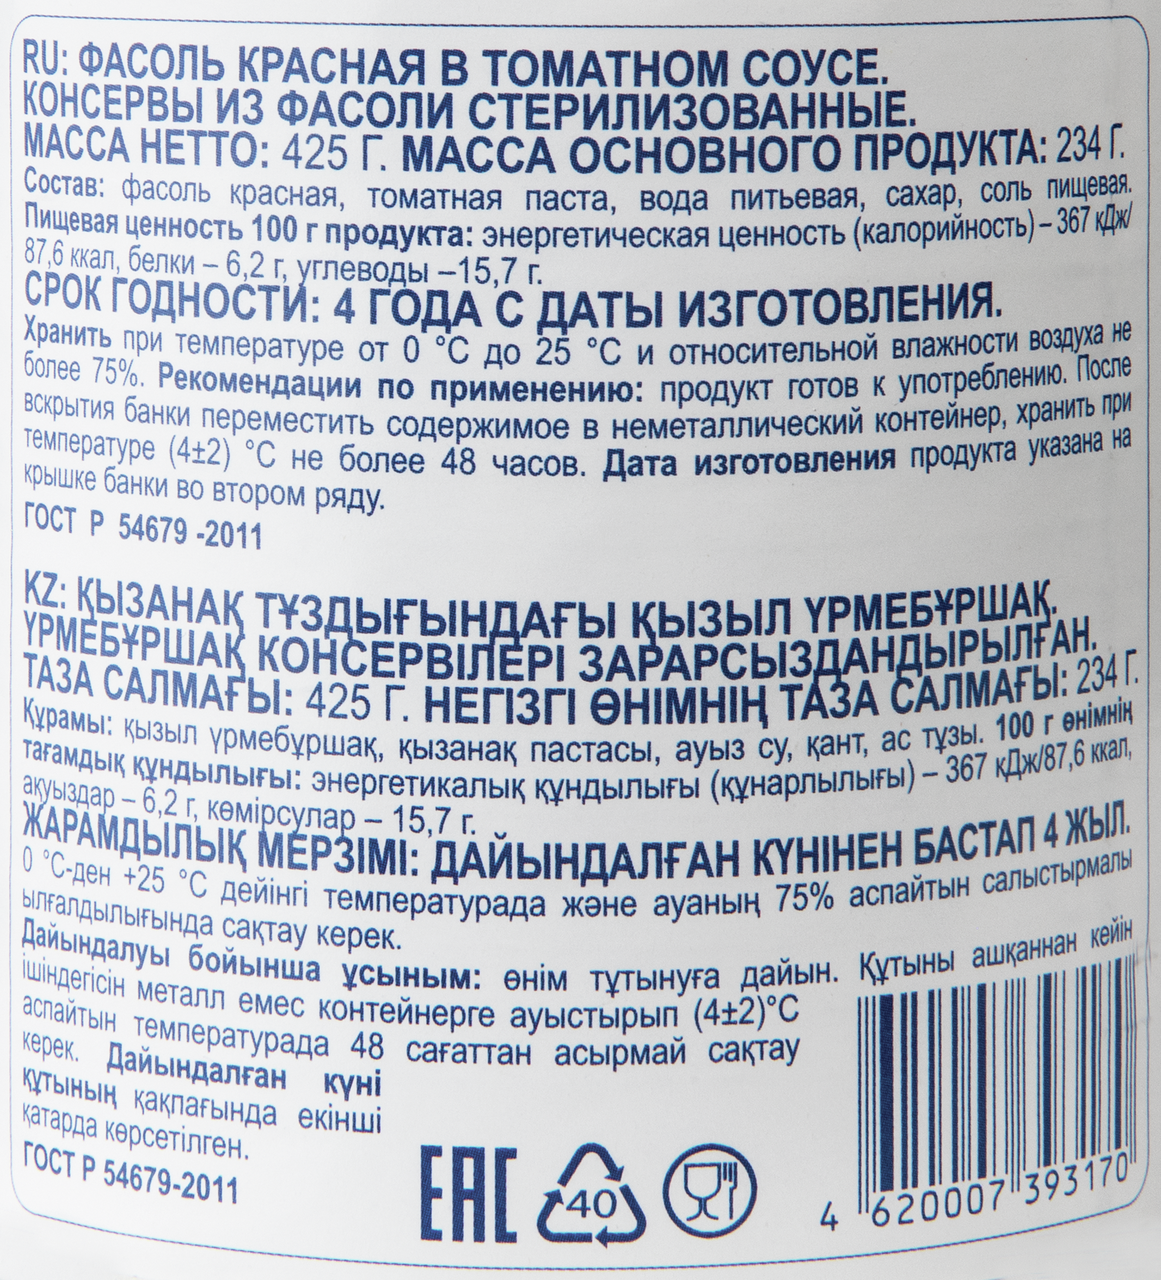 RU: ФАСОЛЬ КРАСНАЯ В ТОМАТНОМ СОУСЕ.
КОНСЕРВЫ ИЗ ФАСОЛИ СТЕРИЛИЗОВАННЫЕ.
МАССА НЕТТО: 425 Г. МАССА ОСНОВНОГО ПРОДУКТА: 234 Г.
Состав: фасоль красная, томатная паста, вода питьевая, сахар, соль пищевая.
Пищевая ценность 100 г продукта: энергетическая ценность (калорийность) – 367 кДж/
87,6 ккал, белки – 6,2 г, углеводы –15,7 г.
СРОК ГОДНОСТИ: 4 ГОДА С ДАТЫ ИЗГОТОВЛЕНИЯ.
Хранить при температуре от 0 °С до 25 °С и относительной влажности воздуха не
более 75%. Рекомендации по применению: продукт готов к употреблению. После
вскрытия банки переместить содержимое в неметаллический контейнер, хранить при
температуре (4±2) °С не более 48 часов. Дата изготовления продукта указана на
крышке банки во втором ряду.
ГОСТ Р 54679 -2011
KZ: ҚЫЗАНАҚ ТҰЗДЫҒЫНДАҒЫ ҚЫЗЫЛ ҮРМЕБҰРШАҚ.
ҮРМЕБҰРШАҚ КОНСЕРВІЛЕРІ ЗАРАРСЫЗДАНДЫРЫЛҒАН.
ТАЗА САЛМАҒЫ: 425 Г. НЕГІЗГІ ӨНІМНІҢ ТАЗА САЛМАҒЫ: 234 Г.
Құрамы: қызыл үрмебұршақ, қызанақ пастасы, ауыз су, қант, ас тұзы. 100 г өнімнің
тағамдық құндылығы: энергетикалық құндылығы (құнарлылығы) – 367 кДж/87,6 ккал,
ақуыздар – 6,2 г, көмірсулар – 15,7 г.
ЖАРАМДЫЛЫҚ МЕРЗІМІ: ДАЙЫНДАЛҒАН КҮНІНЕН БАСТАП 4 ЖЫЛ.
0 °С-ден +25 °С дейінгі температурада және ауаның 75% аспайтын салыстырмалы
ылғалдылығында сақтау керек.
Дайындалуы бойынша ұсыным: өнім тұтынуға дайын. Құтыны ашқаннан кейін
ішіндегісін металл емес контейнерге ауыстырып (4±2)°С
аспайтын температурада 48 сағаттан асырмай сақтау
керек. Дайындалған күні
құтының қақпағында екінші
қатарда көрсетілген.
ГОСТ Р 54679-2011
ЕАС
40
4 620007 393170